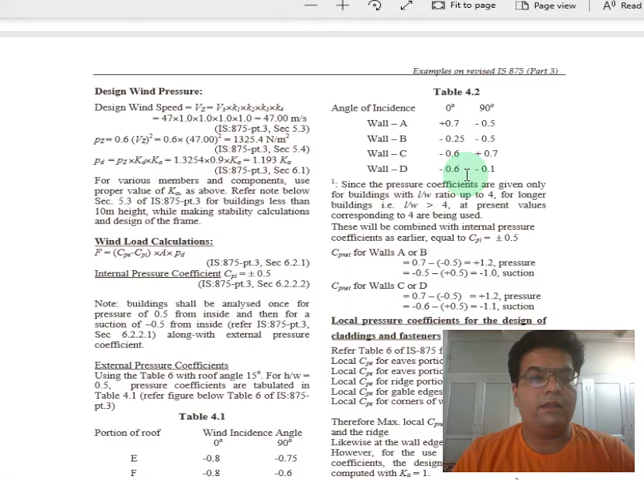 Fit to page
Page view
A)) Read
Examples on revised IS 875 (Part 3)
Design Wind Pressure:
Design Wind Speed = Vz= Vb×k1×k2×k3×k4
= 47×1.0×1.0×1.0×1.0= 47.00 m/s
(IS:875-pt.3, Sec 5.3)
pz= 0.6 (Vz)²= 0.6× (47.00)² = 1325.4 N/m²
(IS:875-pt.3, Sec 5.4)
pd = pz×Kd×Ka = 1.3254×0.9×Ka = 1.193 Ka
(IS:875-pt.3, Sec 6.1)
For various members and components, use
proper value of Ka, as above. Refer note below
Sec. 5.3 of IS:875-pt.3 for buildings less than
10m height, while making stability calculations
and design of the frame.
Wind Load Calculations:
F = (Cpe-Cpi)×A× pd
(IS:875-pt.3, Sec 6.2.1)
Internal Pressure Coefficient Cpi = ± 0.5
(IS:875-pt.3, Sec 6.2.2.2)
Note: buildings shall be analysed once for
pressure of 0.5 from inside and then for a
suction of –0.5 from inside (refer IS:875-pt.3,
Sec 6.2.2.1) along-with external pressure
coefficient.
External Pressure Coefficients
Using the Table 6 with roof angle 15°. For h/w =
0.5, pressure coefficients are tabulated in
Table 4.1 (refer figure below Table 6 of IS:875-
pt.3)
Table 4.1
Portion of roof Wind Incidence Angle
0° 90°
E -0.8 -0.75
F -0.8 -0.6
Table 4.2
Angle of Incidence 0° 90°
Wall – A +0.7 - 0.5
Wall – B - 0.25 - 0.5
Wall – C - 0.6 + 0.7
Wall – D - 0.6 - 0.1
1: Since the pressure coefficients are given only
for buildings with l/w ratio up to 4, for longer
buildings i.e. l/w > 4, at present values
corresponding to 4 are being used.
These will be combined with internal pressure
coefficients as earlier, equal to Cpi = ± 0.5
Cpnet for Walls A or B
= 0.7 – (-0.5) = +1.2, pressure
= -0.5 – (+0.5) = -1.0, suction
Cpnet for Walls C or D
= 0.7 – (-0.5) = +1.2, pressure
= -0.6 – (+0.5) = -1.1, suction
Local pressure coefficients for the design of
claddings and fasteners
Refer Table 6 of IS-875
Local Cp for eaves portio
Local Cp for eaves portio
Local Cp for ridge portio
Local Cp for gable edges
Local Cp for corners of
Therefore Max. local Cp
and the ridge
Likewise at the wall edge
However, for the use
coefficients, the design
computed with Ka = 1.